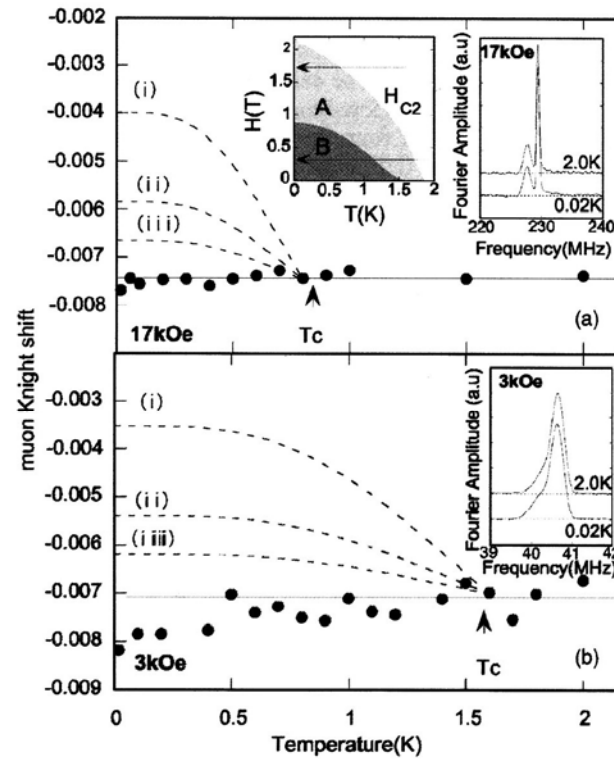 muon Knight shift
-0.002
-0.003
-0.004
-0.005
-0.006
-0.007
-0.008
(i)
(ii)
(iii)
17kOe
Tc
(a)
H(T)
2
1.5
1
0.5
0
A
B
HC2
0 0.5 1 1.5 2
T(K)
Fourier Amplitude (a.u)
17kOe
2.0K
0.02K
220 230 240
Frequency(MHz)
-0.003
-0.004
-0.005
-0.006
-0.007
-0.008
-0.009
(i)
(ii)
(iii)
3kOe
Tc
(b)
Fourier Amplitude (a.u)
3kOe
2.0K
0.02K
39 40 41 42
Frequency(MHz)
0 0.5 1 1.5 2
Temperature(K)